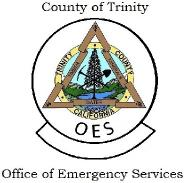 County of Trinity
TRINITY
COUNTY
CALIFORNIA
OES
Office of Emergency Services